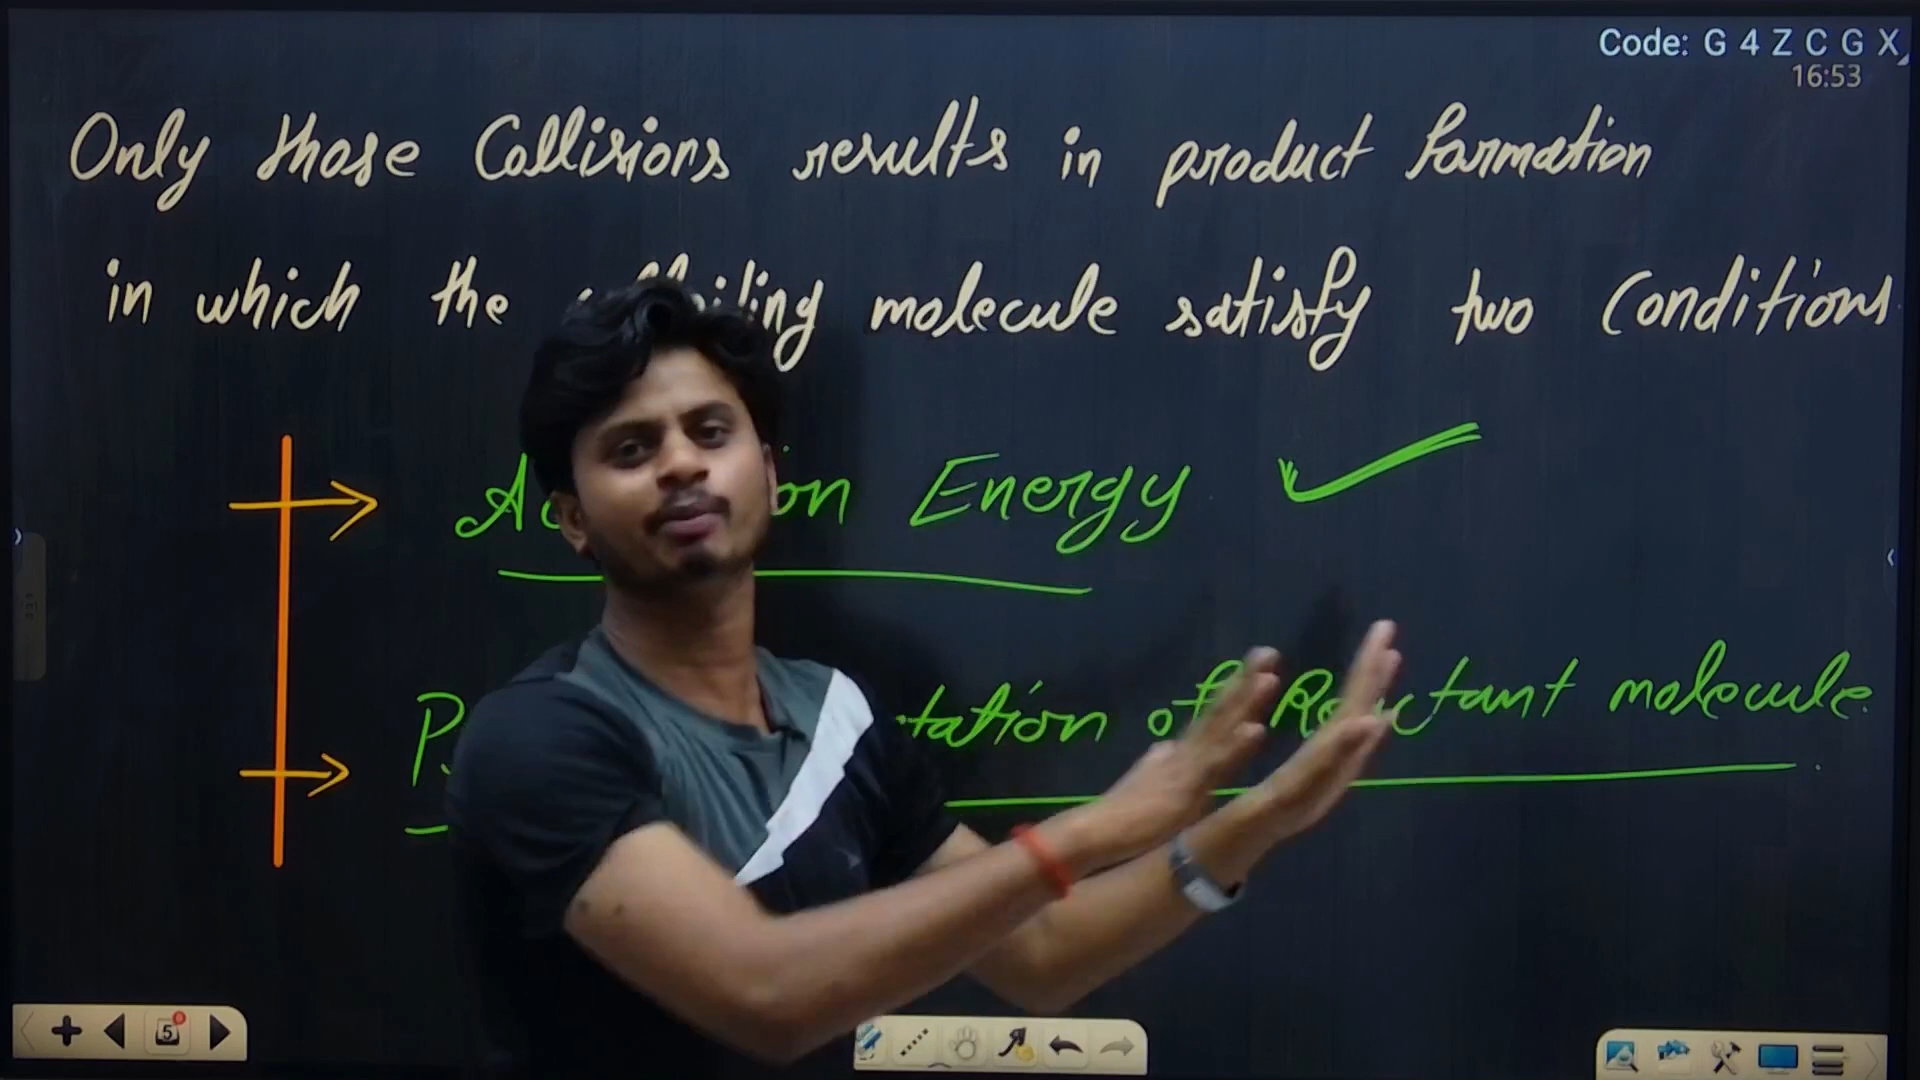 Code: G 4 Z C G X
16:53
Only those Collisions results in product formation
in which the molecule satisfy two Conditions
Energy
of Reactant molecule.
5